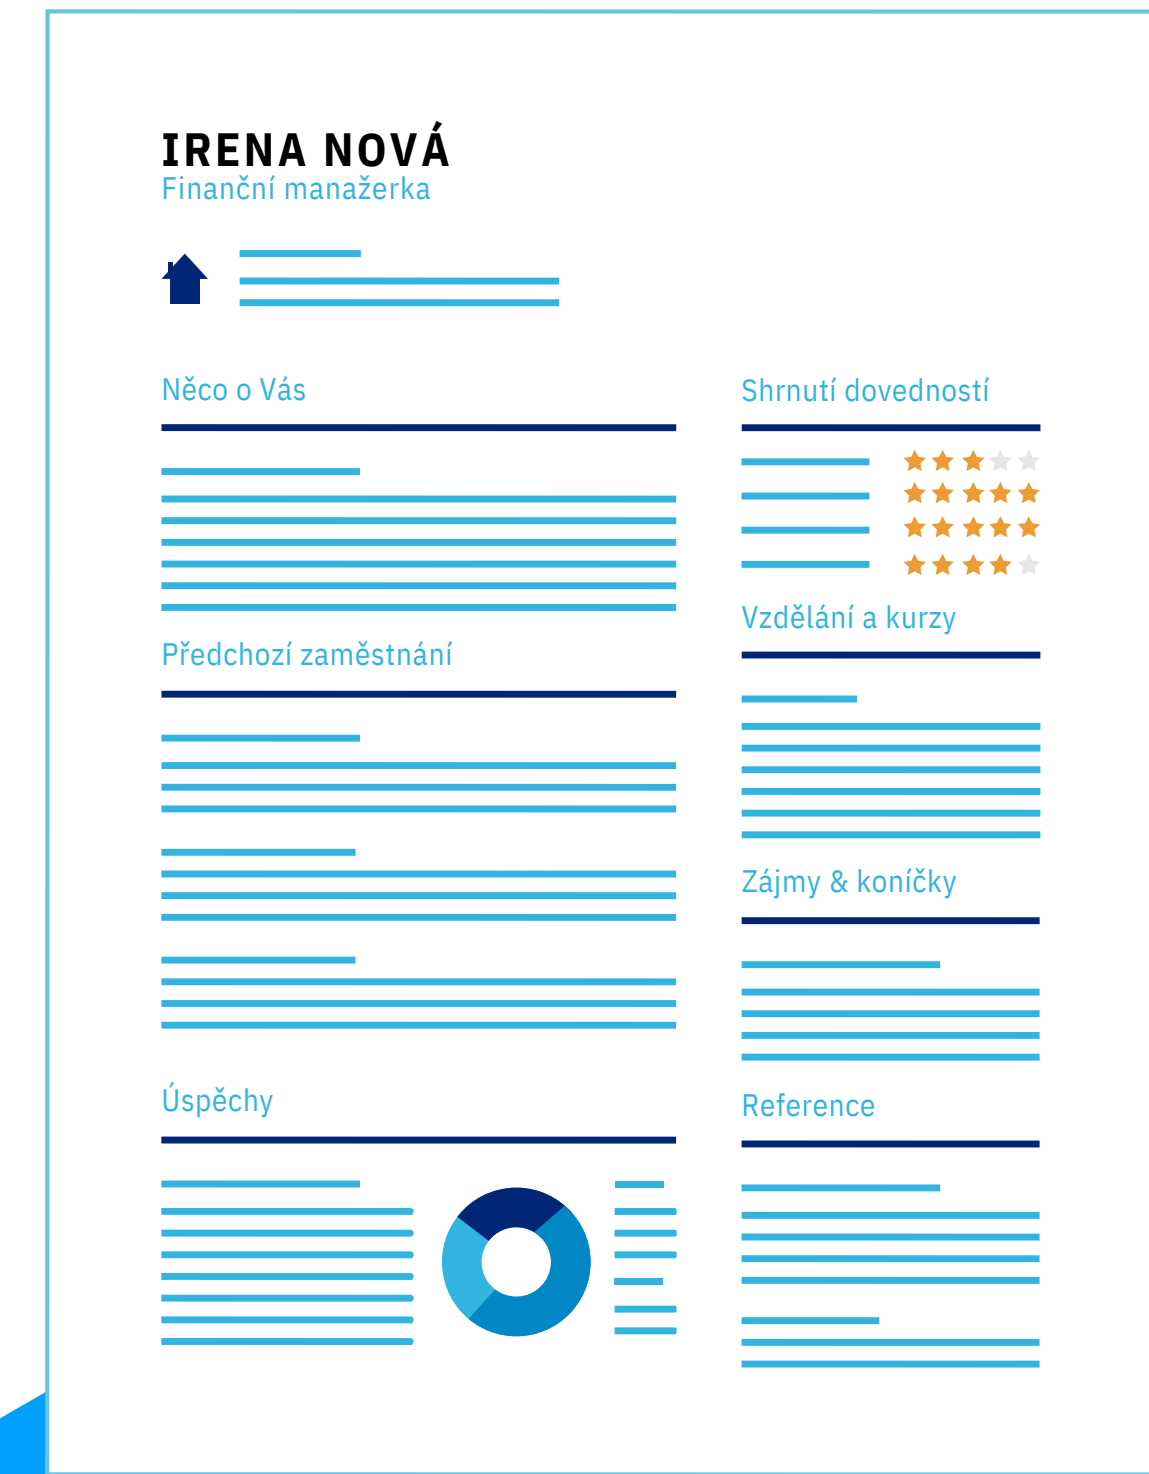 IRENA NOVÁ
Finanční manažerka
Něco o Vás
Předchozí zaměstnání
Úspěchy
Shrnutí dovedností
Vzdělání a kurzy
Zájmy & koníčky
Reference